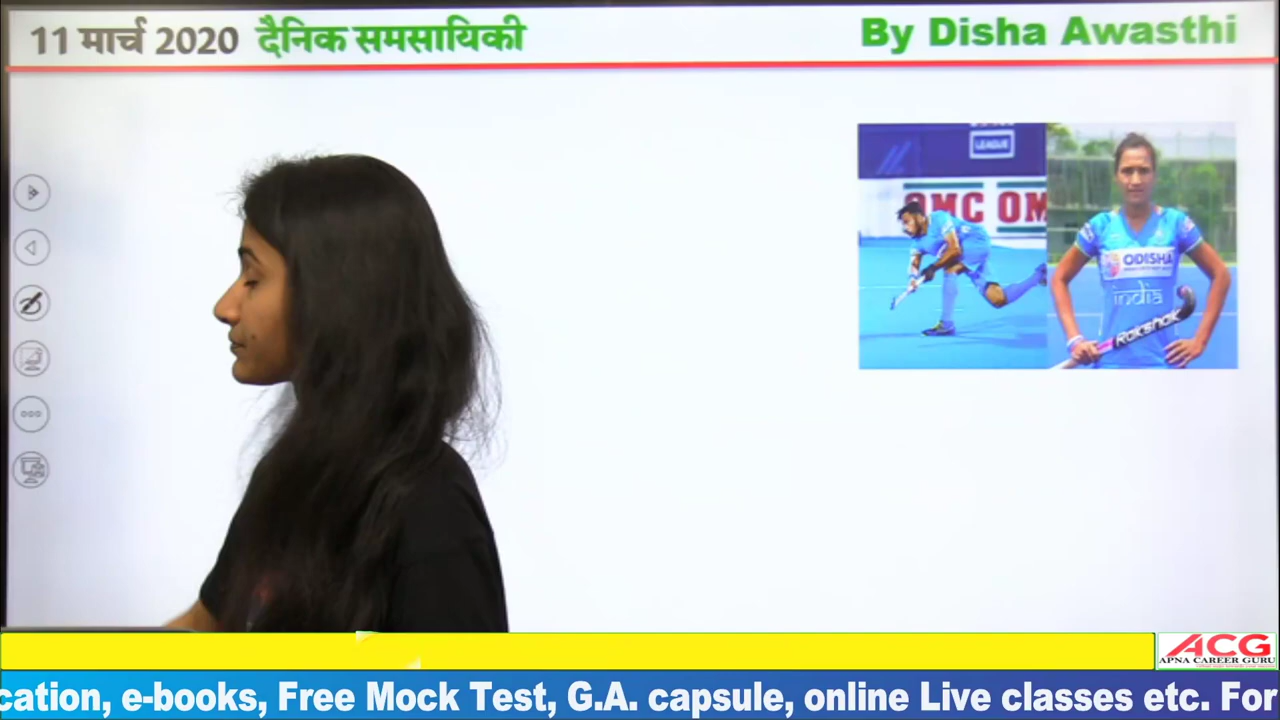 11 मार्च 2020 दैनिक समसामयिकी
By Disha Awasthi
LEAGUE
OMC OM
ODISHA
india
Rakshak
ACG
APNA CAREER GURU
cation, e-books, Free Mock Test, G.A. capsule, online Live classes etc. For